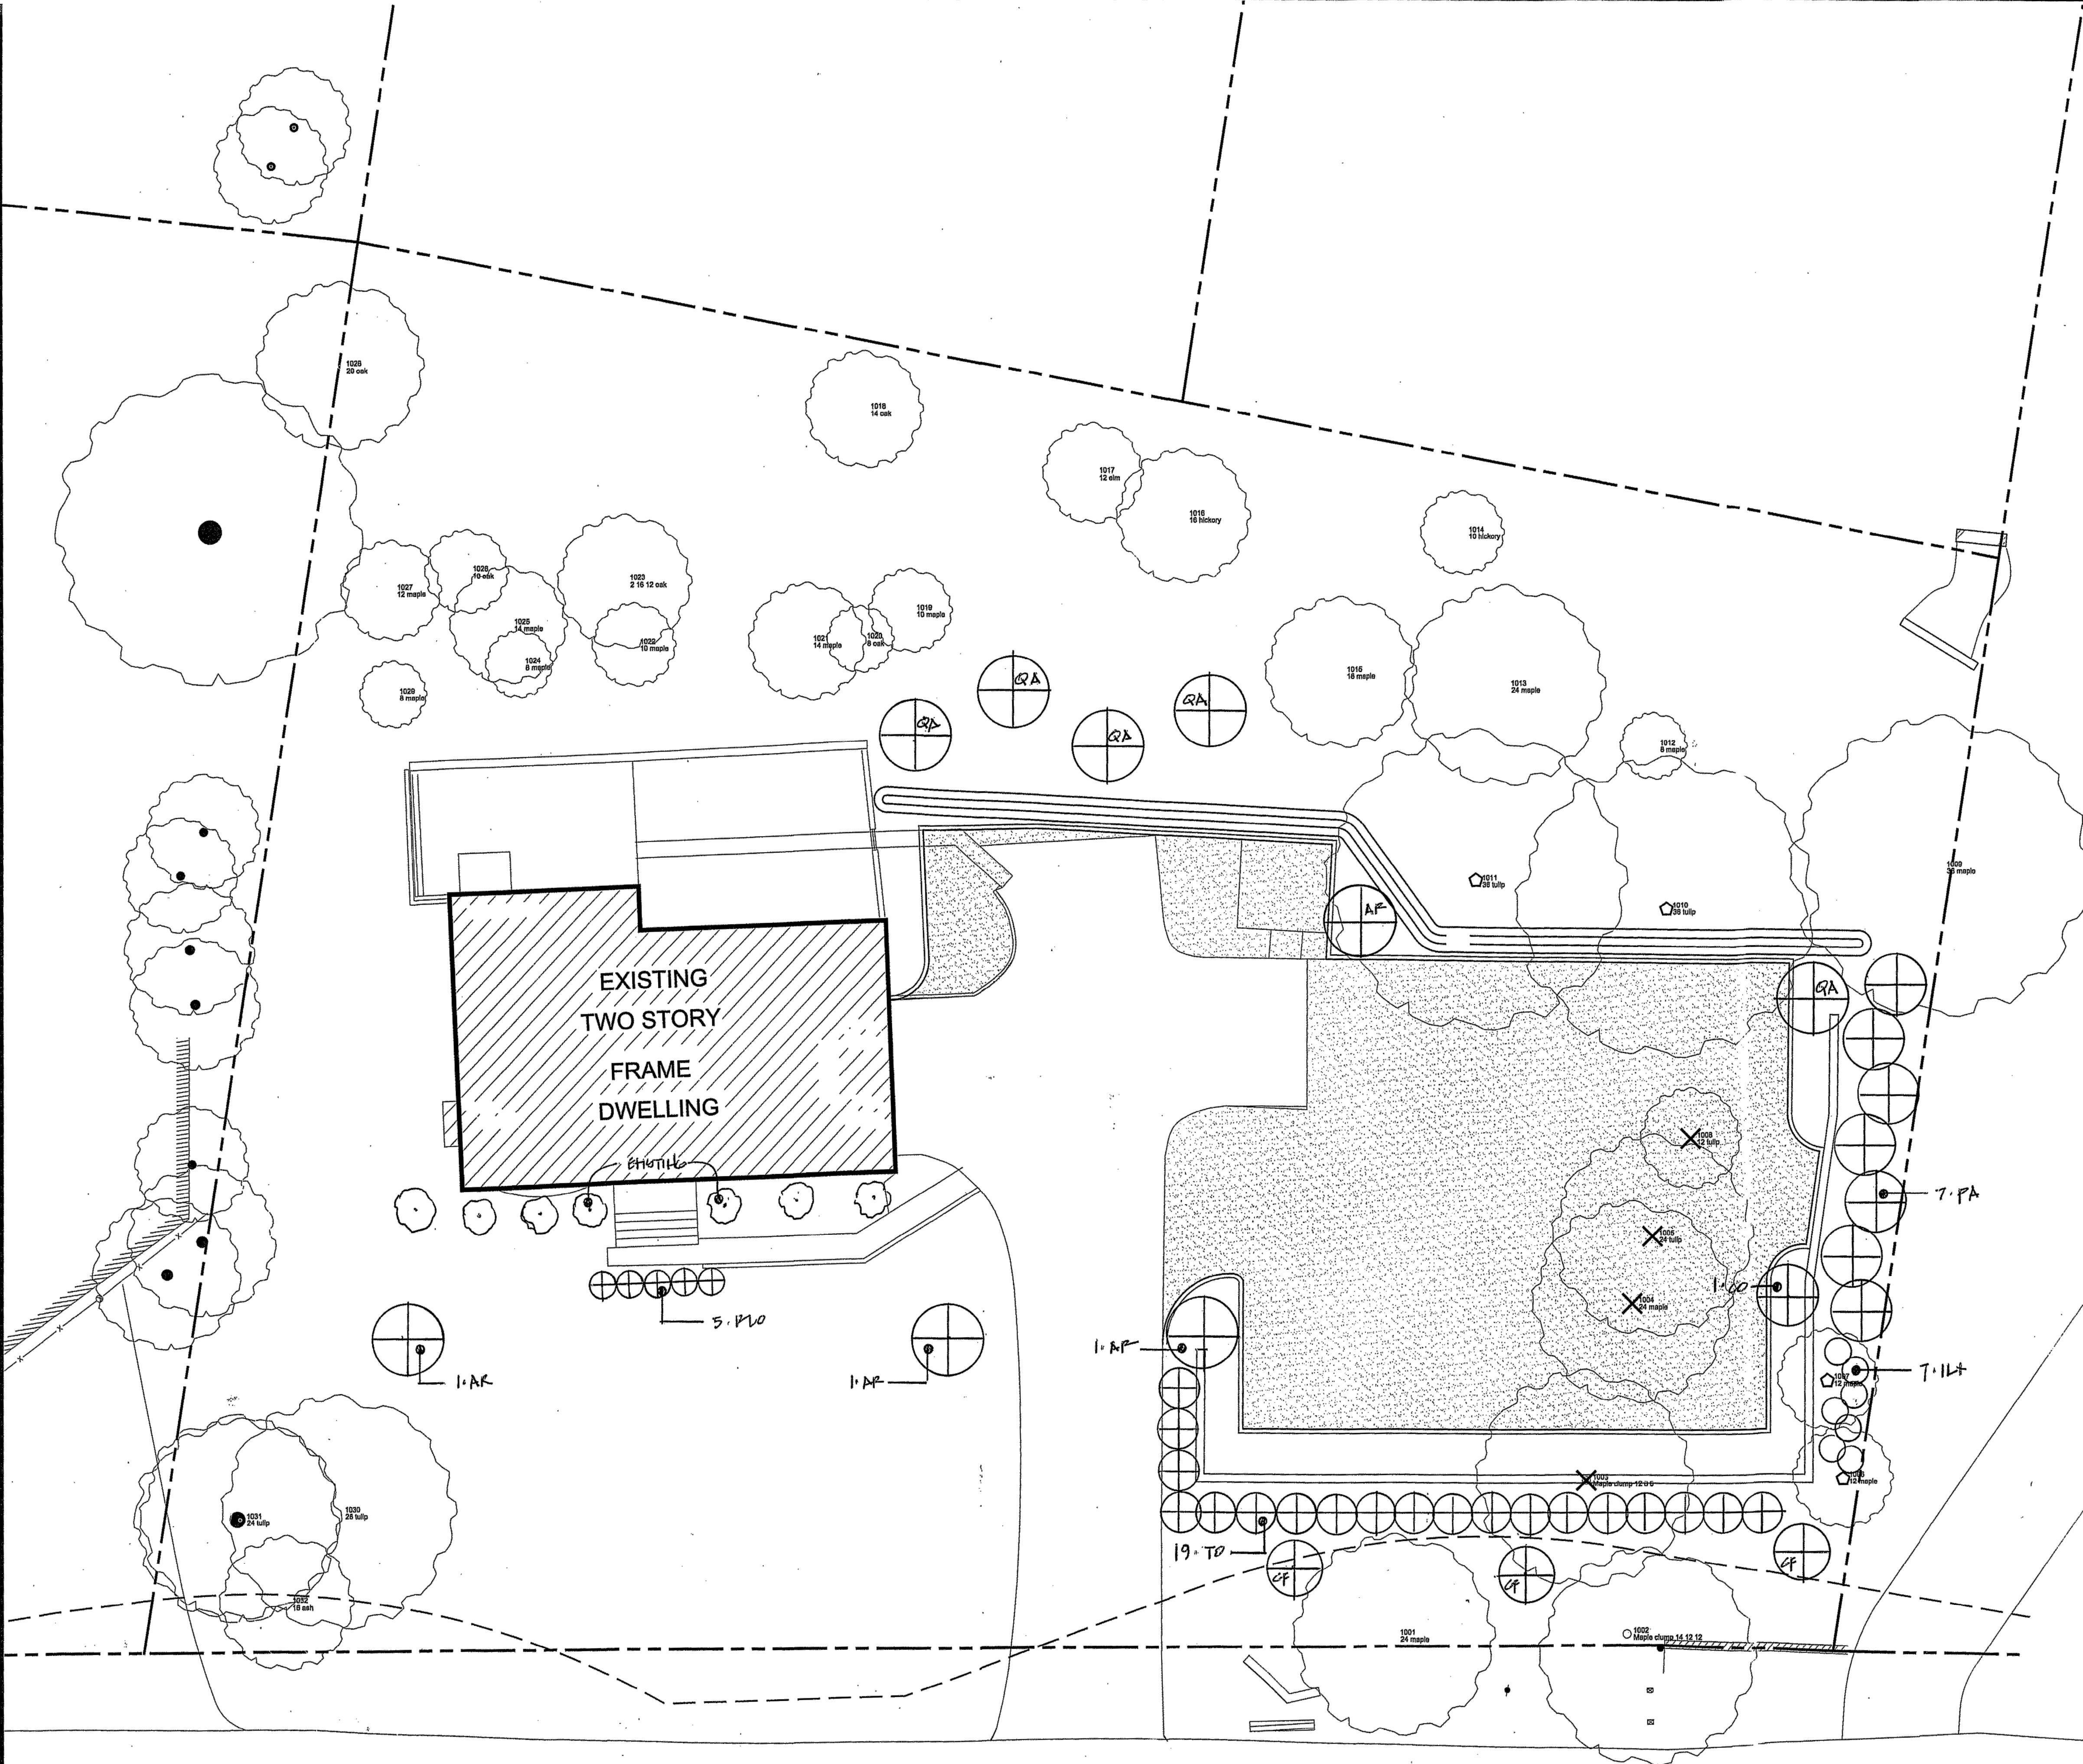 1026
20 oak
1018
14 oak
1017
12 elm
1016
16 hickory
1014
10 hickory
1028
10 oak
1027
12 maple
1023
2 16 12 oak
1025
14 maple
1024
8 maple
1022
10 maple
1029
8 maple
1019
10 maple
1020
8 oak
1021
14 maple
1015
18 maple
1013
24 maple
1012
8 maple
QA
QA
QA
QA
1009
36 maple
1011
38 tulip
1010
38 tulip
AR
QA
EXISTING
TWO STORY
FRAME
DWELLING
EXISTING
1008
12 tulip
7·PA
24 tulip
1004
24 maple
5·PLO
1·AR
1·AR
1·AR
7·ILX
12 maple
1003
Maple clump 12 8 6
12 maple
1031
24 tulip
1030
28 tulip
19·TO
CF
CF
CF
1032
18 ash
1001
24 maple
1002
Maple clump 14 12 12